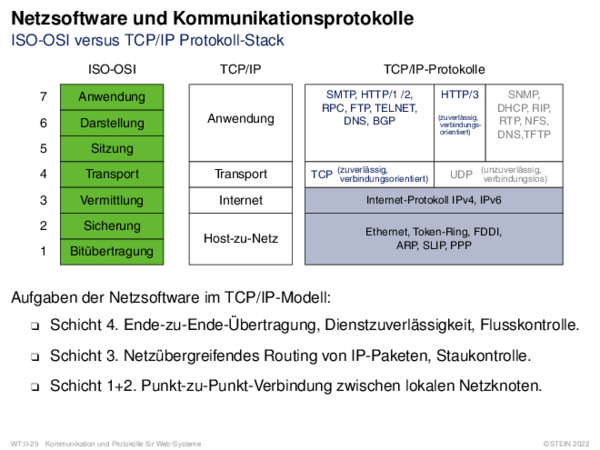 Netzsoftware und Kommunikationsprotokolle
ISO-OSI versus TCP/IP Protokoll-Stack
ISO-OSI TCP/IP TCP/IP-Protokolle
7 Anwendung
6 Darstellung
5 Sitzung
4 Transport
3 Vermittlung
2 Sicherung
1 Bitübertragung
Anwendung
Transport
Internet
Host-zu-Netz
SMTP, HTTP/1 /2,
RPC, FTP, TELNET,
DNS, BGP
HTTP/3
(zuverlässig,
verbindungs-
orientiert)
SNMP,
DHCP, RIP,
RTP, NFS,
DNS,TFTP
TCP (zuverlässig,
verbindungsorientiert)
UDP (unzuverlässig,
verbindungslos)
Internet-Protokoll IPv4, IPv6
Ethernet, Token-Ring, FDDI,
ARP, SLIP, PPP
Aufgaben der Netzsoftware im TCP/IP-Modell:
❑ Schicht 4. Ende-zu-Ende-Übertragung, Dienstzuverlässigkeit, Flusskontrolle.
❑ Schicht 3. Netzübergreifendes Routing von IP-Paketen, Staukontrolle.
❑ Schicht 1+2. Punkt-zu-Punkt-Verbindung zwischen lokalen Netzknoten.
WT:II-29 Kommunikation und Protokolle für Web-Systeme ©STEIN 2022